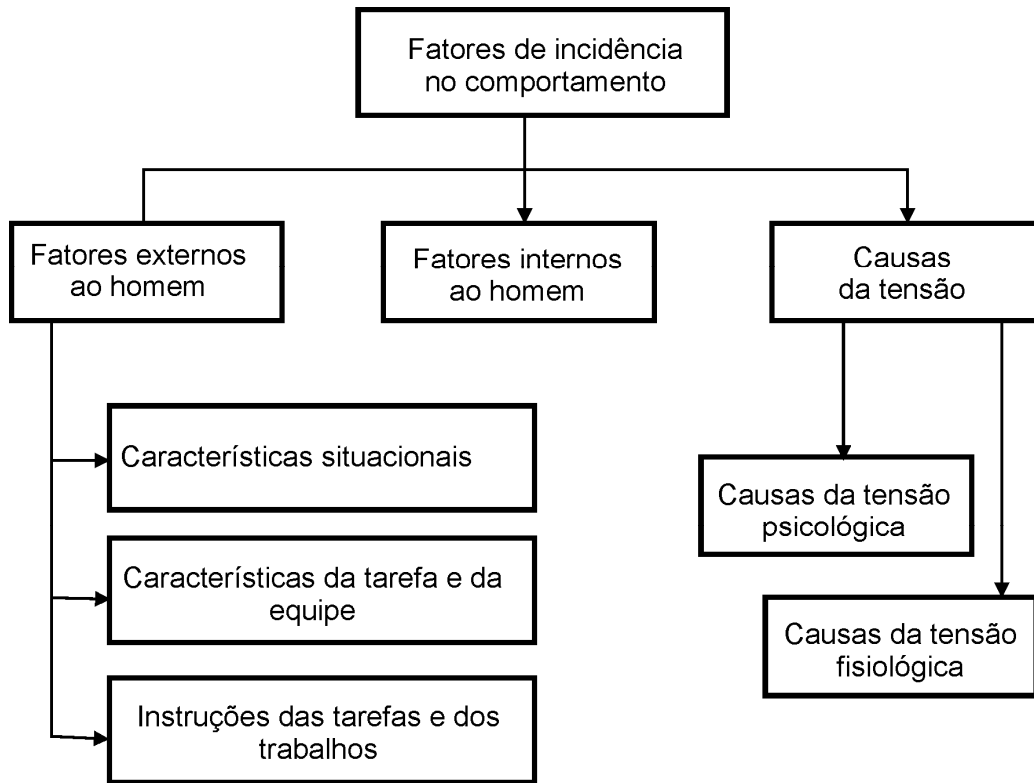 Fatores de incidência
no comportamento
Fatores externos
ao homem
Fatores internos
ao homem
Causas
da tensão
Características situacionais
Características da tarefa e da
equipe
Instruções das tarefas e dos
trabalhos
Causas da tensão
psicológica
Causas da tensão
fisiológica